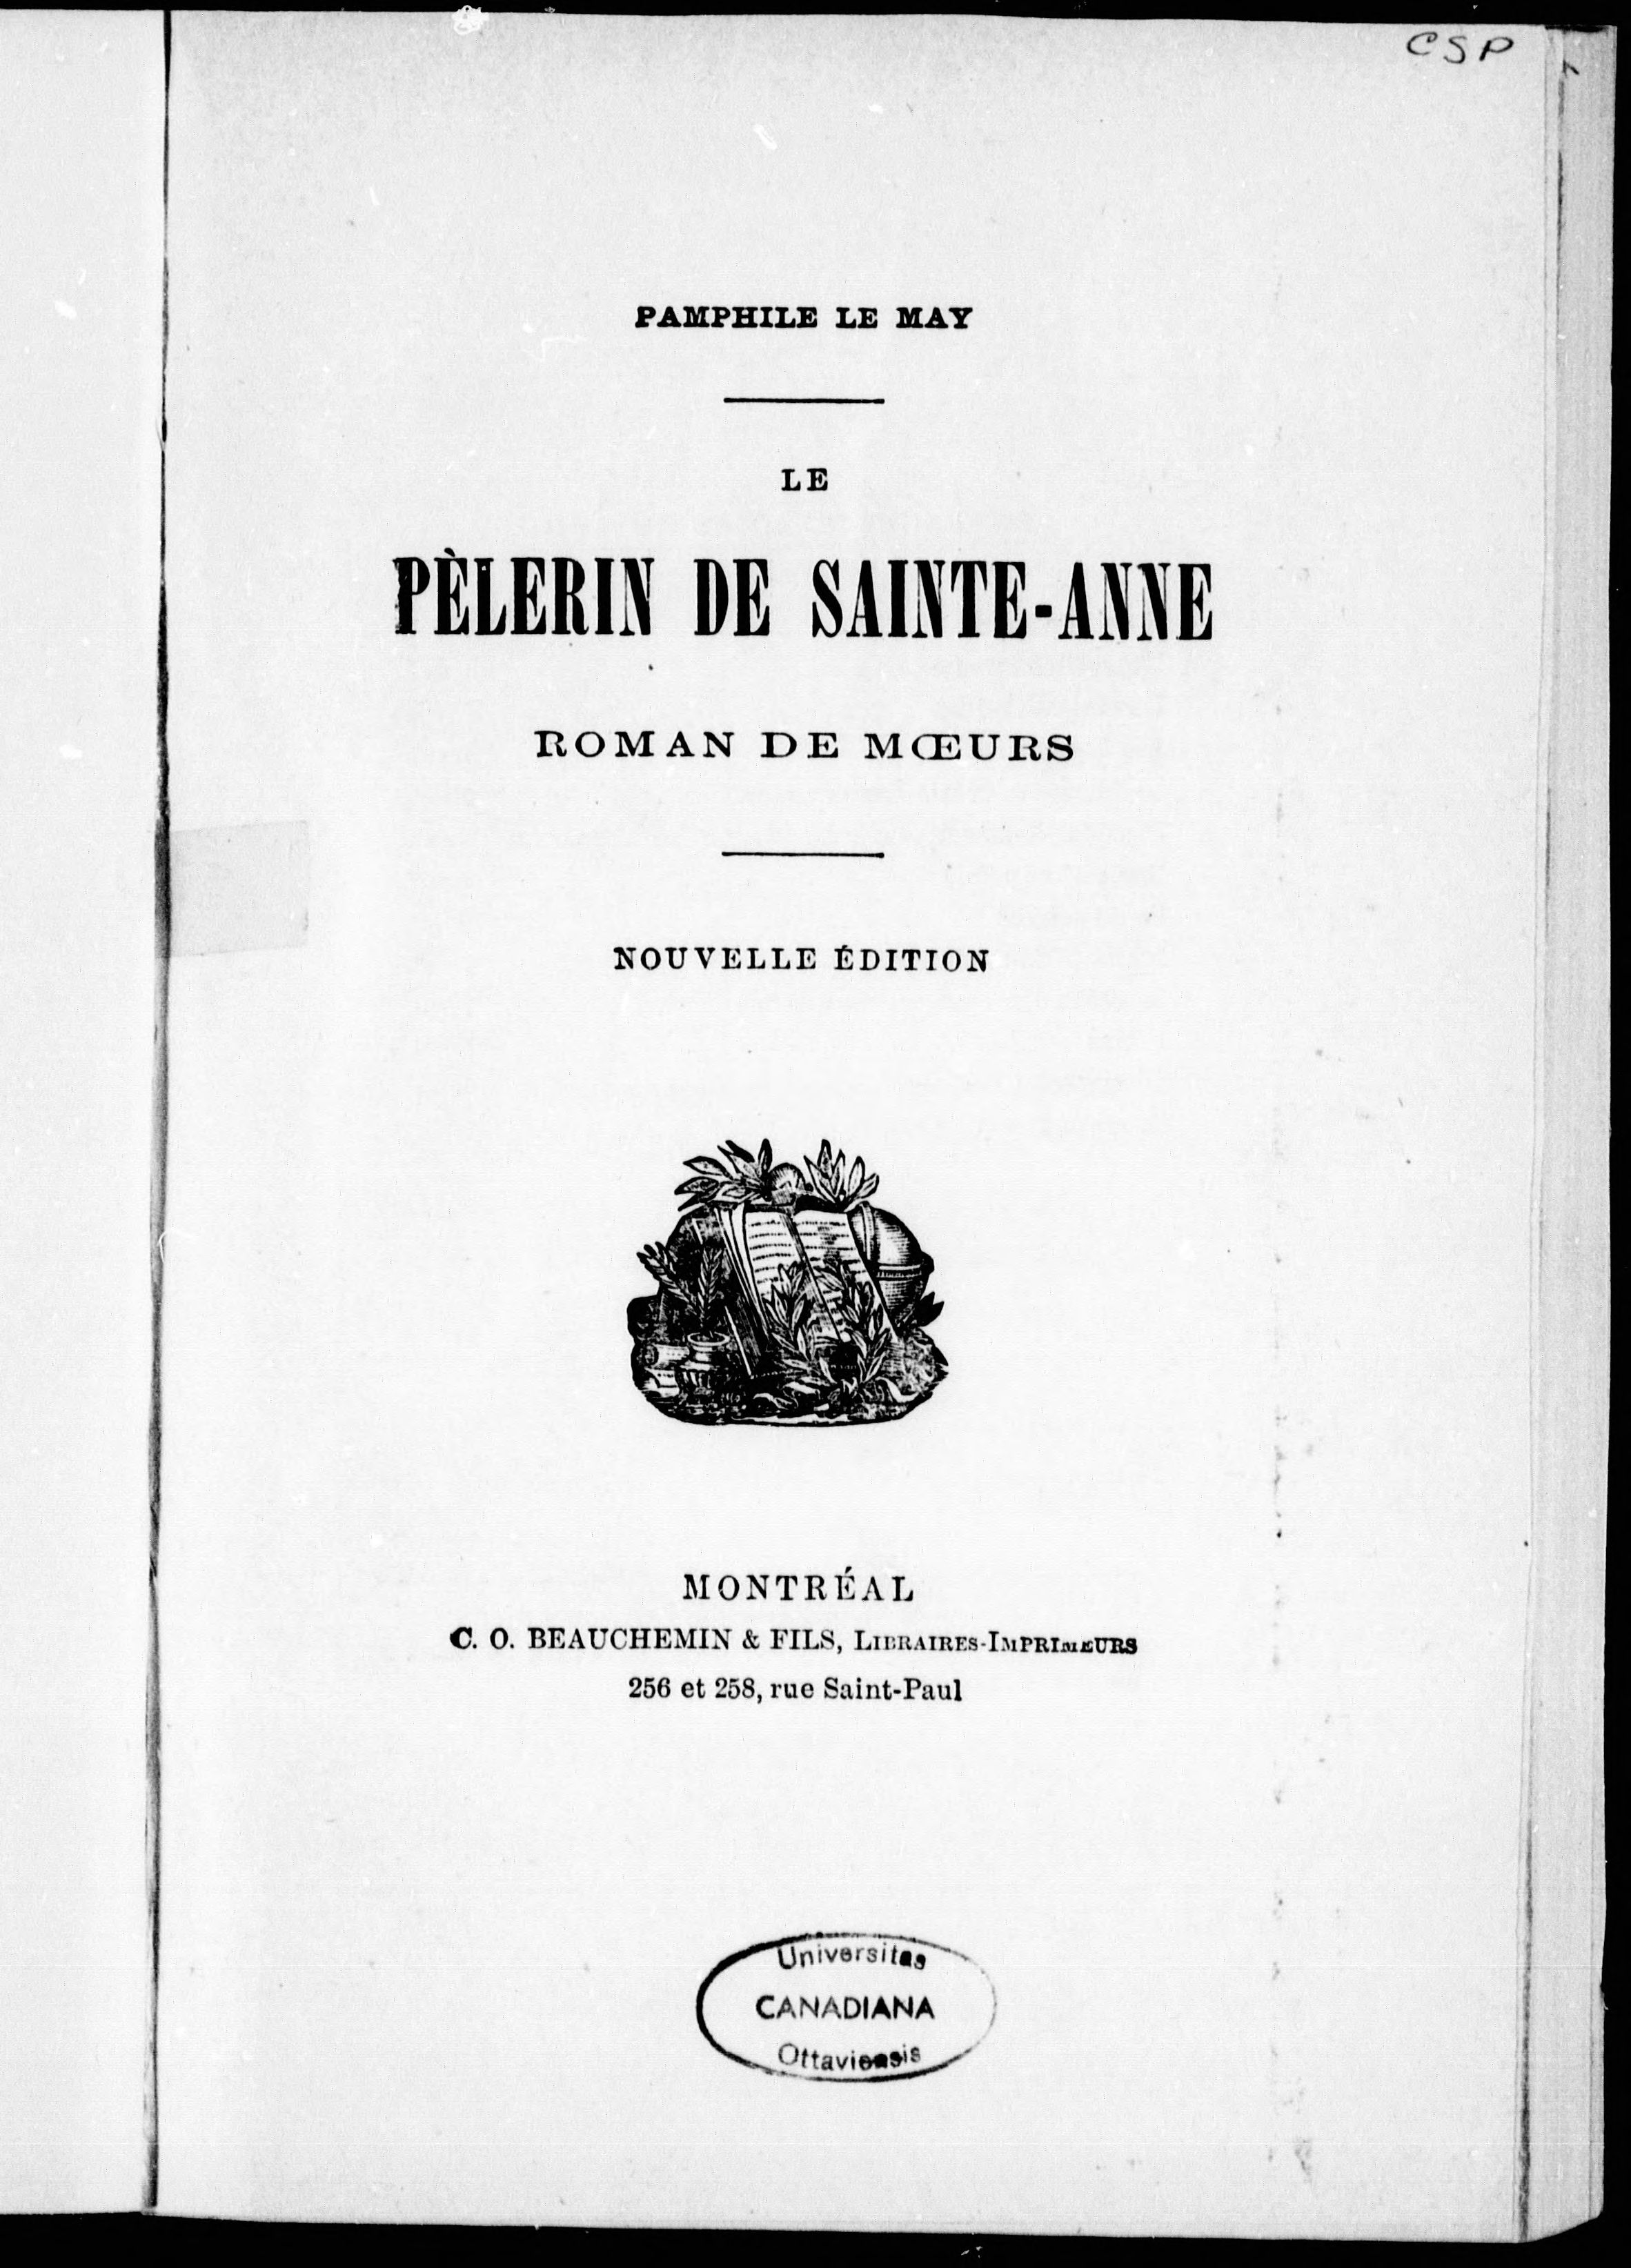 CSP
PAMPHILE LE MAY
LE
PÈLERIN DE SAINTE-ANNE
ROMAN DE MŒURS
NOUVELLE ÉDITION
MONTRÉAL
C. O. BEAUCHEMIN & FILS, LIBRAIRES-IMPRIMEURS
256 et 258, rue Saint-Paul
Universitas
CANADIANA
Ottaviensis